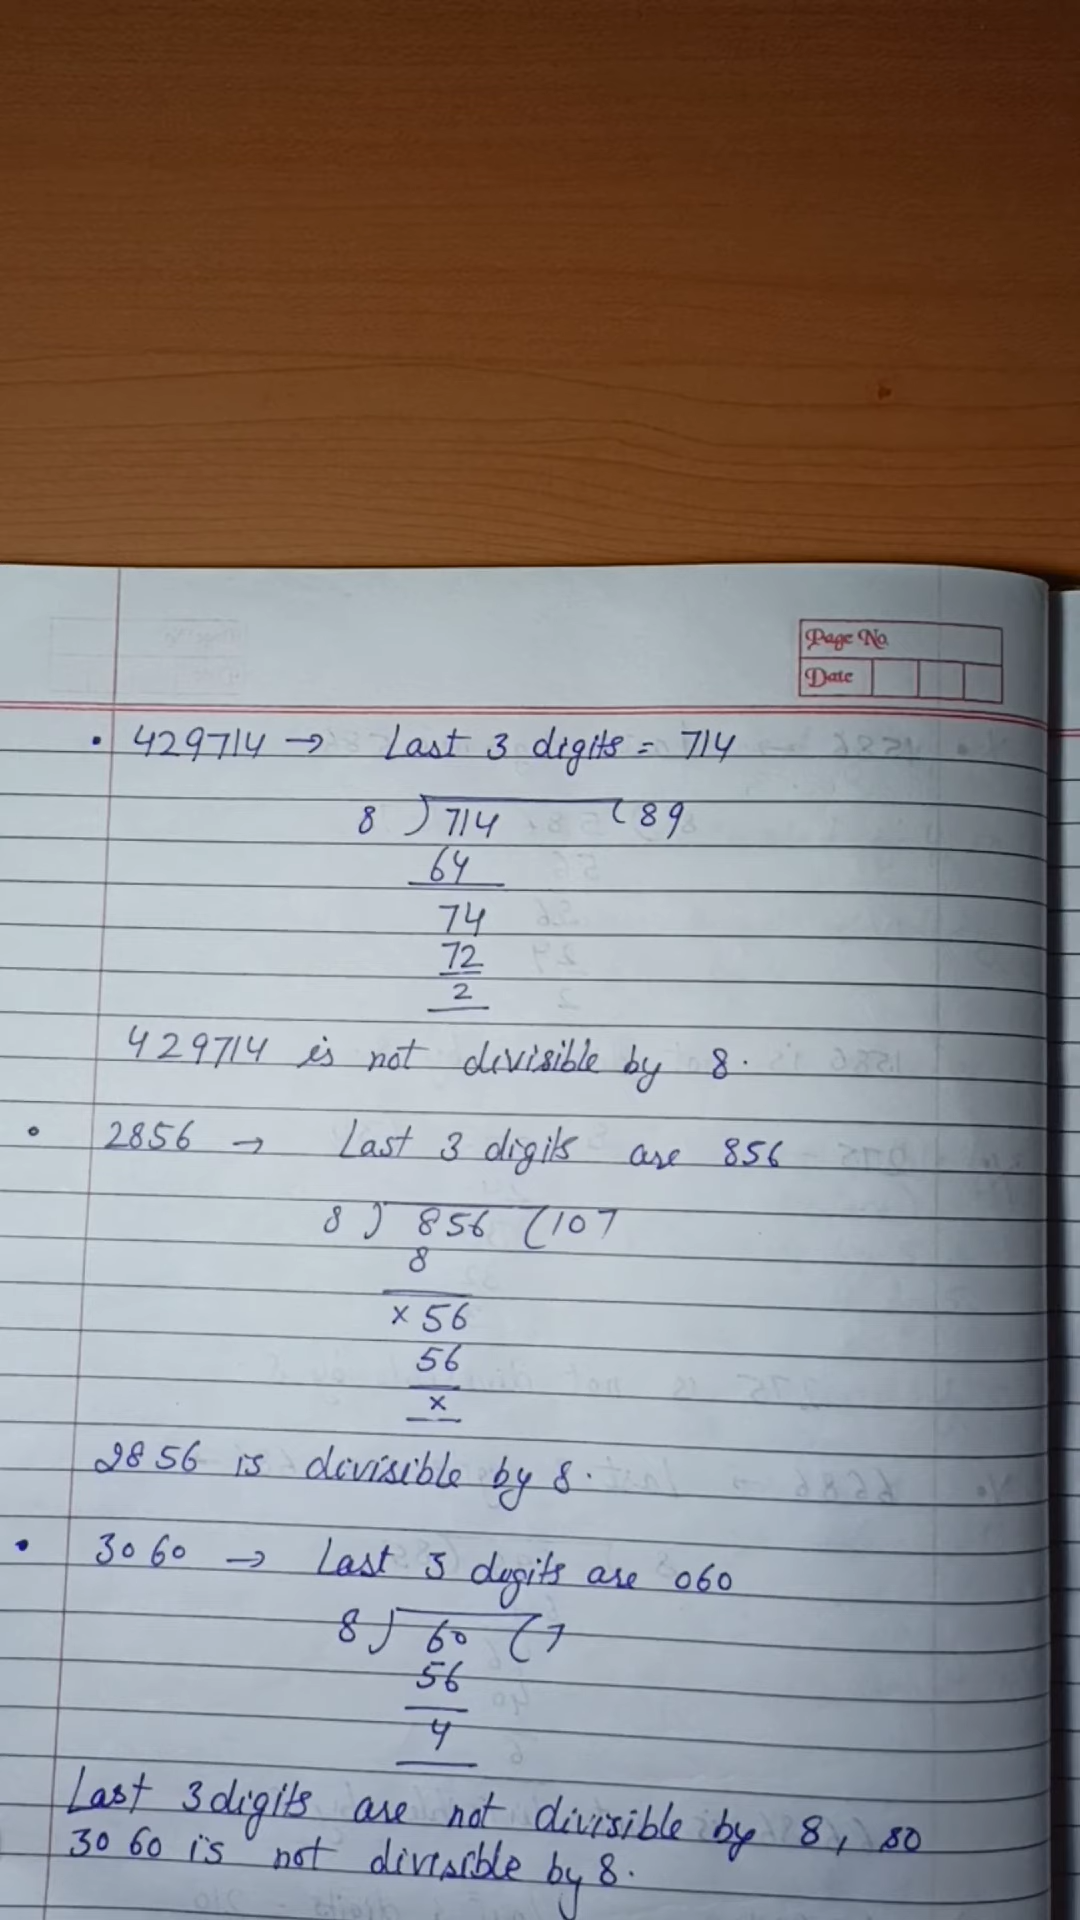 Page No.
Date
• 429714 → Last 3 digits = 714
8 ) 714 ( 89
64
74
72
2
429714 is not divisible by 8.
• 2856 → Last 3 digits are 856
8 ) 856 ( 107
8
x 56
56
x
2856 is divisible by 8.
• 3060 → Last 3 digits are 060
8 ) 60 ( 7
56
4
Last 3 digits are not divisible by 8, so
3060 is not divisible by 8.